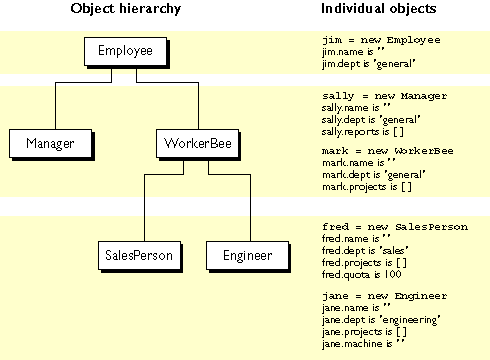 Object hierarchy
Individual objects
Employee
jim = new Employee
jim.name is ''
jim.dept is 'general'
Manager
WorkerBee
sally = new Manager
sally.name is ''
sally.dept is 'general'
sally.reports is []
mark = new WorkerBee
mark.name is ''
mark.dept is 'general'
mark.projects is []
SalesPerson
Engineer
fred = new SalesPerson
fred.name is ''
fred.dept is 'sales'
fred.projects is []
fred.quota is 100
jane = new Engineer
jane.name is ''
jane.dept is 'engineering'
jane.projects is []
jane.machine is ''